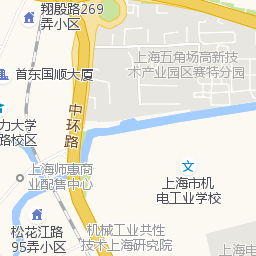 翔殷路269
弄小区
上海五角场高新技
术产业园区赛特分园
首东国顺大厦
中环路
力大学
路校区
上海师惠商
业配售中心
上海市机
电工业学校
松花江路
95弄小区
机械工业共性
技术上海研究院
上海电